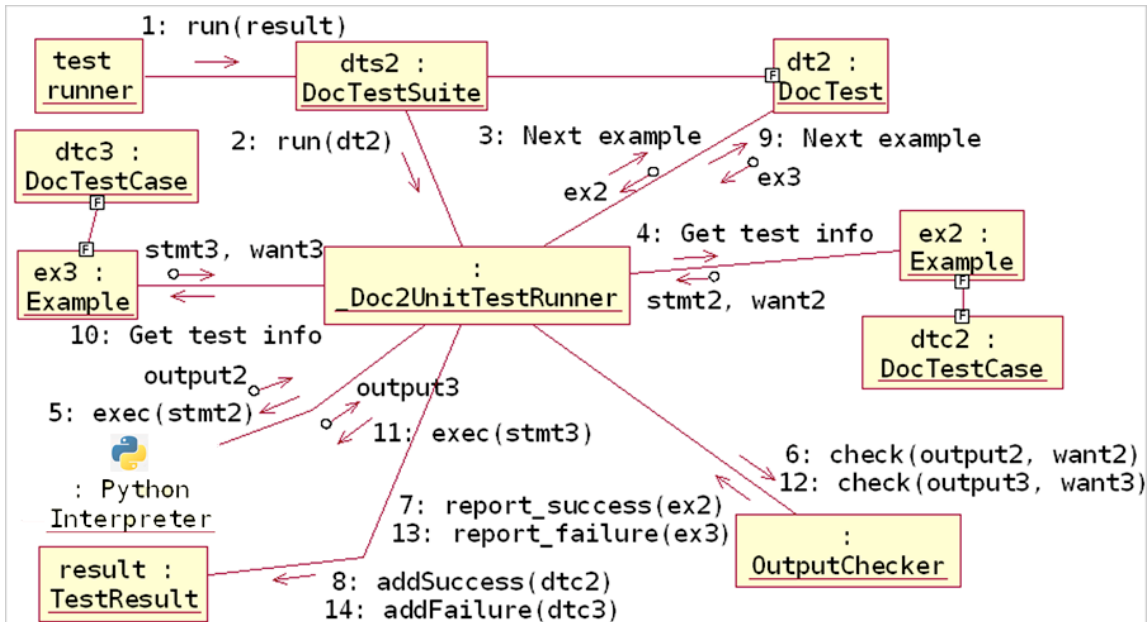 1: run(result)
test
runner
dts2 :
DocTestSuite
F
dt2 :
DocTest
2: run(dt2)
3: Next example
9: Next example
ex2
ex3
dtc3 :
DocTestCase
F
F
ex3 :
Example
stmt3, want3
10: Get test info
:
_Doc2UnitTestRunner
4: Get test info
stmt2, want2
ex2 :
Example
F
F
dtc2 :
DocTestCase
output2
5: exec(stmt2)
output3
11: exec(stmt3)
: Python
Interpreter
6: check(output2, want2)
12: check(output3, want3)
7: report_success(ex2)
13: report_failure(ex3)
:
OutputChecker
result :
TestResult
8: addSuccess(dtc2)
14: addFailure(dtc3)